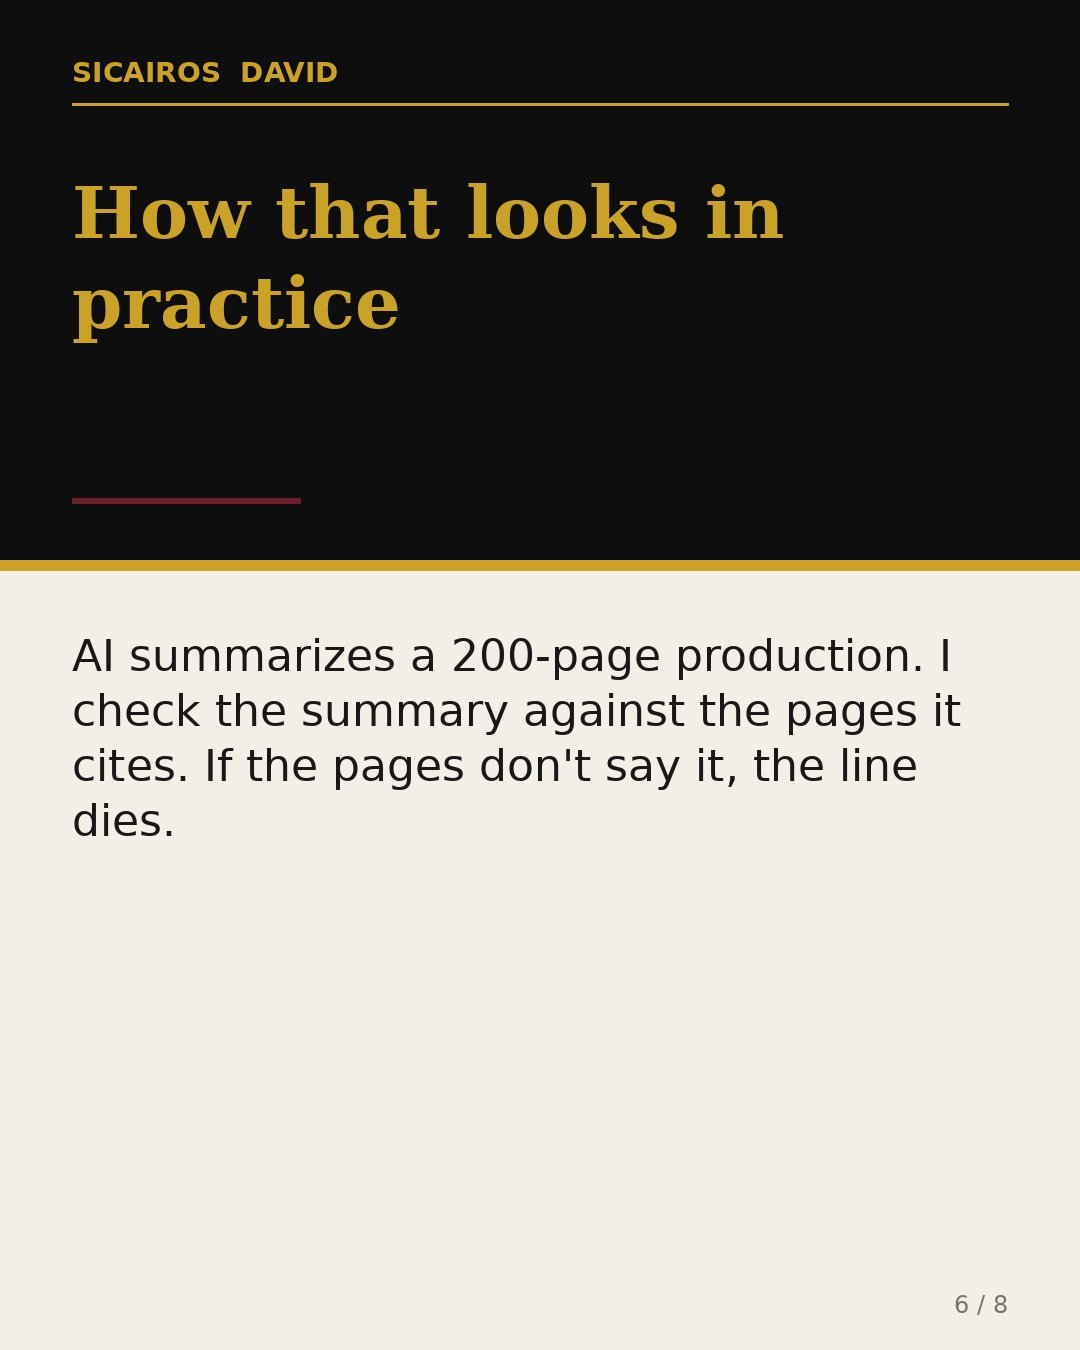 SICAIROS DAVID
How that looks in
practice
AI summarizes a 200-page production. I
check the summary against the pages it
cites. If the pages don't say it, the line
dies.
6 / 8